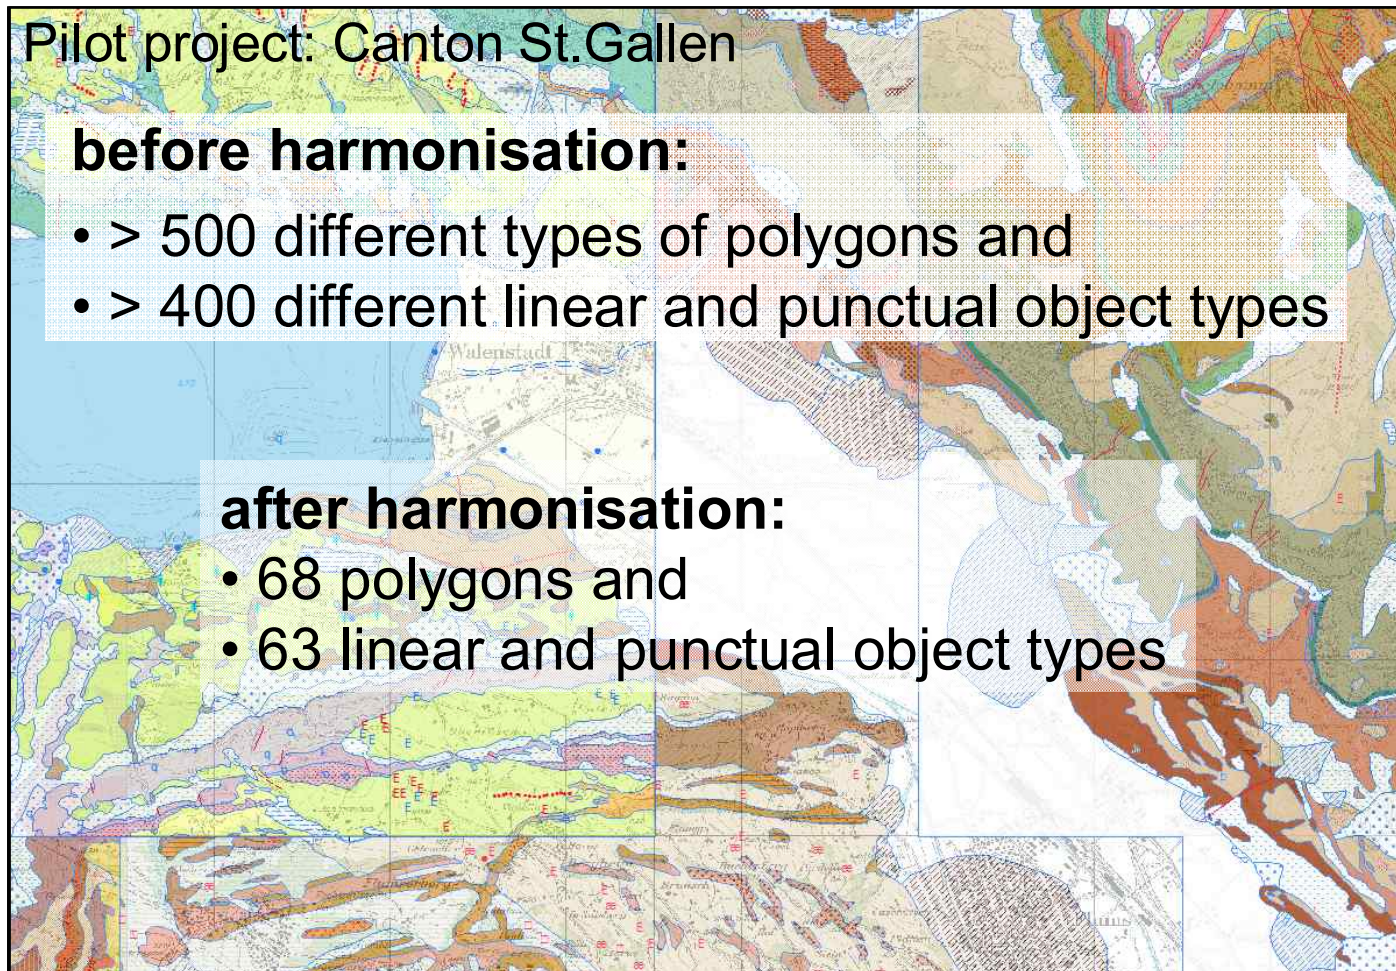 Pilot project: Canton St.Gallen
before harmonisation:
• > 500 different types of polygons and
• > 400 different linear and punctual object types
Walenstadt
after harmonisation:
• 68 polygons and
• 63 linear and punctual object types